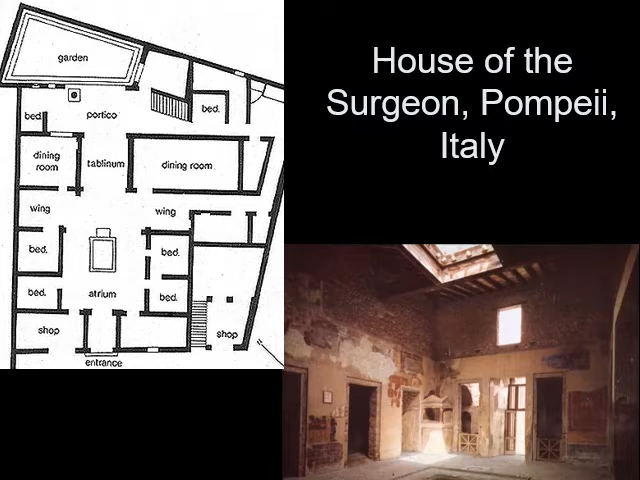 House of the
Surgeon, Pompeii,
Italy
garden
bed.
portico
bed.
dining
room
tablinum
dining room
wing
wing
bed.
bed.
bed.
atrium
bed.
shop
shop
entrance